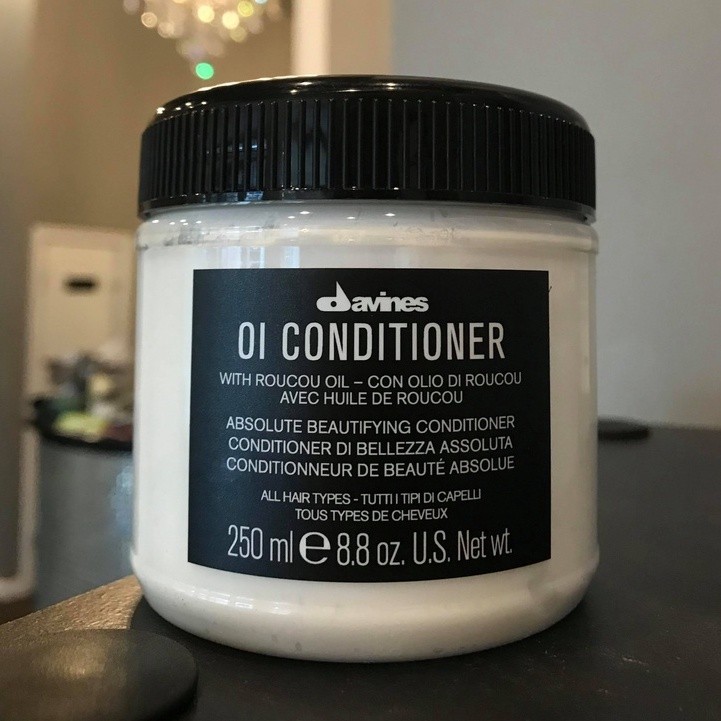 davines
OI CONDITIONER
WITH ROUCOU OIL – CON OLIO DI ROUCOU
AVEC HUILE DE ROUCOU
ABSOLUTE BEAUTIFYING CONDITIONER
CONDITIONER DI BELLEZZA ASSOLUTA
CONDITIONNEUR DE BEAUTÉ ABSOLUE
ALL HAIR TYPES - TUTTI I TIPI DI CAPELLI
TOUS TYPES DE CHEVEUX
250 ml e 8.8 oz. U.S. Net wt.